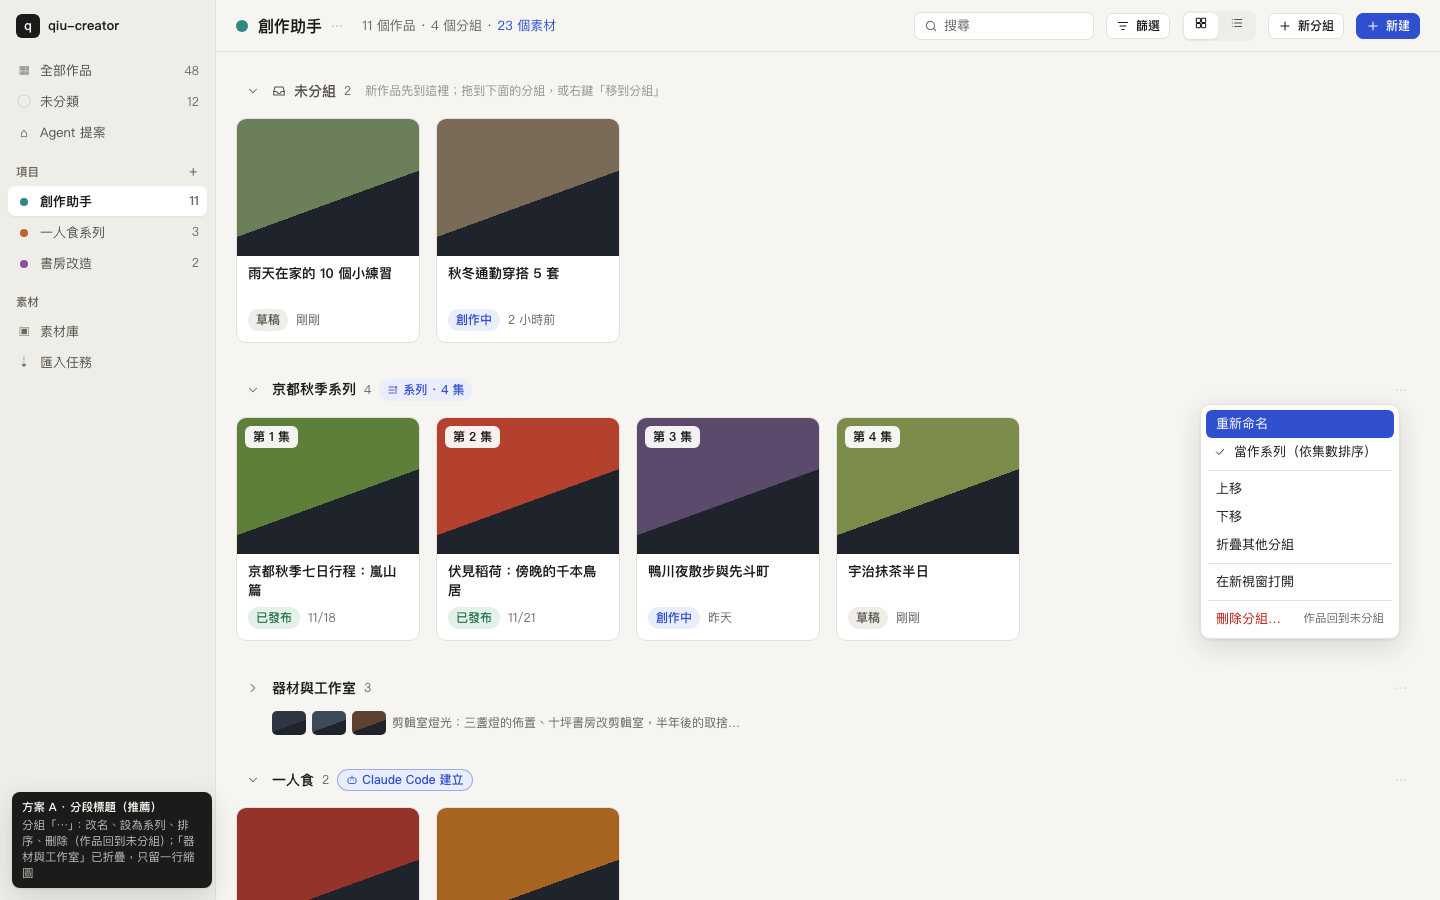 q qiu-creator
全部作品 48
未分類 12
Agent 提案
項目 +
創作助手 11
一人食系列 3
書房改造 2
素材
素材庫
匯入任務
方案 A · 分段標題（推薦）
分組「⋯」：改名、設為系列、排
序、刪除（作品回到未分組）；「器
材與工作室」已折疊，只留一行縮
圖
創作助手 ⋯ 11 個作品 · 4 個分組 · 23 個素材
搜尋
篩選
新分組
新建
未分組 2 新作品先到這裡；拖到下面的分組，或右鍵「移到分組」
雨天在家的 10 個小練習
草稿 剛剛
秋冬通勤穿搭 5 套
創作中 2 小時前
京都秋季系列 4 系列 · 4 集 ⋯
第 1 集
京都秋季七日行程：嵐山
篇
已發布 11/18
第 2 集
伏見稻荷：傍晚的千本鳥
居
已發布 11/21
第 3 集
鴨川夜散步與先斗町
創作中 昨天
第 4 集
宇治抹茶半日
草稿 剛剛
重新命名
✓ 當作系列（依集數排序）
上移
下移
折疊其他分組
在新視窗打開
刪除分組… 作品回到未分組
器材與工作室 3 ⋯
剪輯室燈光：三盞燈的佈置、十坪書房改剪輯室，半年後的取捨…
一人食 2 Claude Code 建立 ⋯